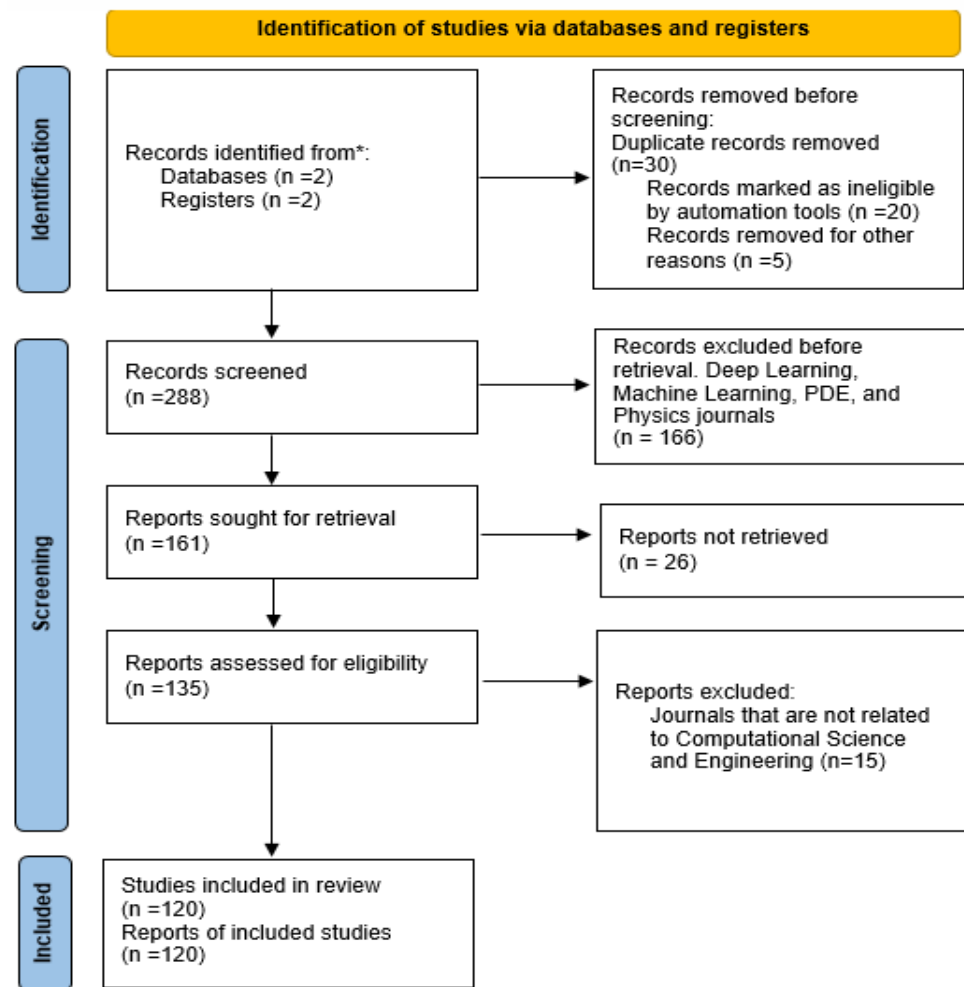 Identification of studies via databases and registers
Identification
Records identified from*:
Databases (n =2)
Registers (n =2)
Records removed before
screening:
Duplicate records removed
(n=30)
Records marked as ineligible
by automation tools (n =20)
Records removed for other
reasons (n =5)
Screening
Records screened
(n =288)
Records excluded before
retrieval. Deep Learning,
Machine Learning, PDE, and
Physics journals
(n = 166)
Reports sought for retrieval
(n =161)
Reports not retrieved
(n = 26)
Reports assessed for eligibility
(n =135)
Reports excluded:
Journals that are not related
to Computational Science
and Engineering (n=15)
Included
Studies included in review
(n =120)
Reports of included studies
(n =120)